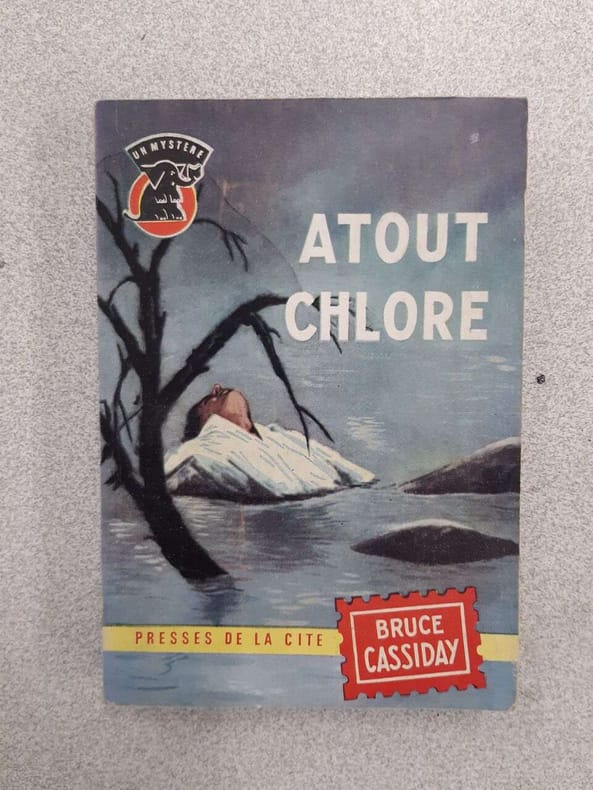 UN MYSTÈRE
ATOUT
CHLORE
PRESSES DE LA CITE
BRUCE
CASSIDAY